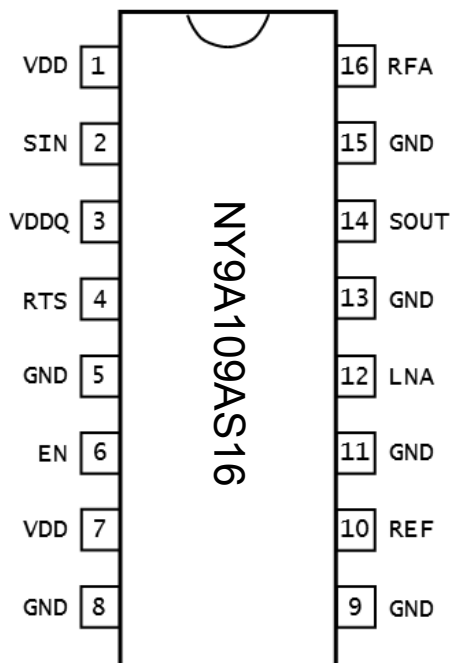 VDD 1 16 RFA
SIN 2 15 GND
VDDQ 3 14 SOUT
RTS 4 13 GND
GND 5 12 LNA
EN 6 11 GND
VDD 7 10 REF
GND 8 9 GND
NY9A109AS16